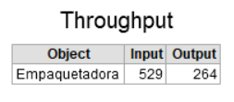 Throughput
Object Input Output
Empaquetadora 529 264